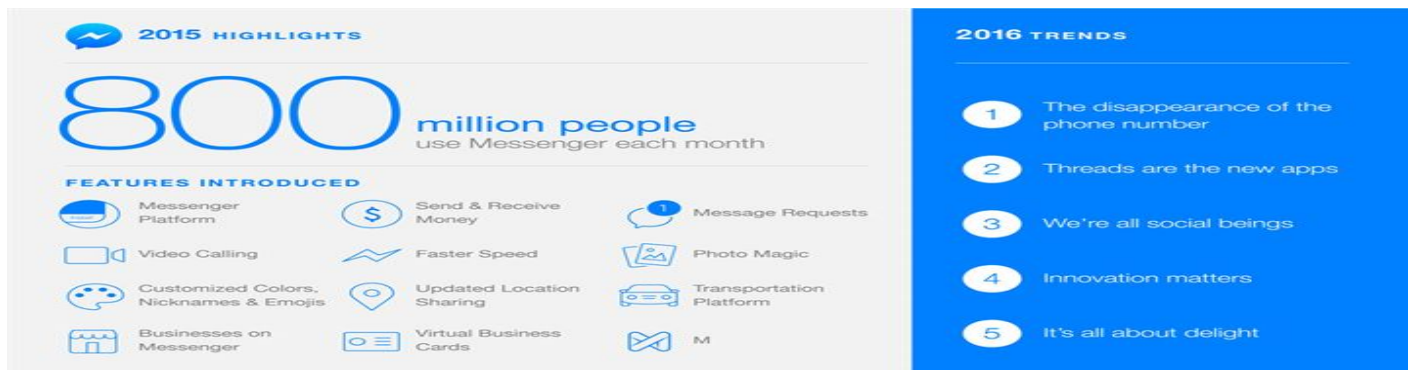 2015 HIGHLIGHTS
800 million people
use Messenger each month
FEATURES INTRODUCED
Messenger
Platform
Send & Receive
Money
1
Message Requests
Video Calling
Faster Speed
Photo Magic
Customized Colors,
Nicknames & Emojis
Updated Location
Sharing
Transportation
Platform
Businesses on
Messenger
Virtual Business
Cards
M
2016 TRENDS
1 The disappearance of the
phone number
2 Threads are the new apps
3 We're all social beings
4 Innovation matters
5 It's all about delight